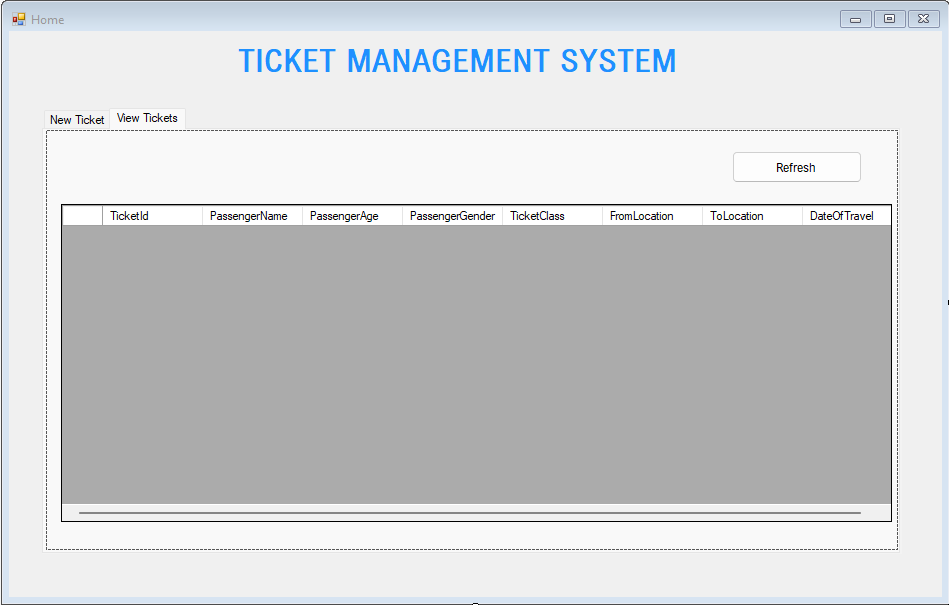 Home
TICKET MANAGEMENT SYSTEM
New Ticket View Tickets
Refresh
TicketId PassengerName PassengerAge PassengerGender TicketClass FromLocation ToLocation DateOfTravel